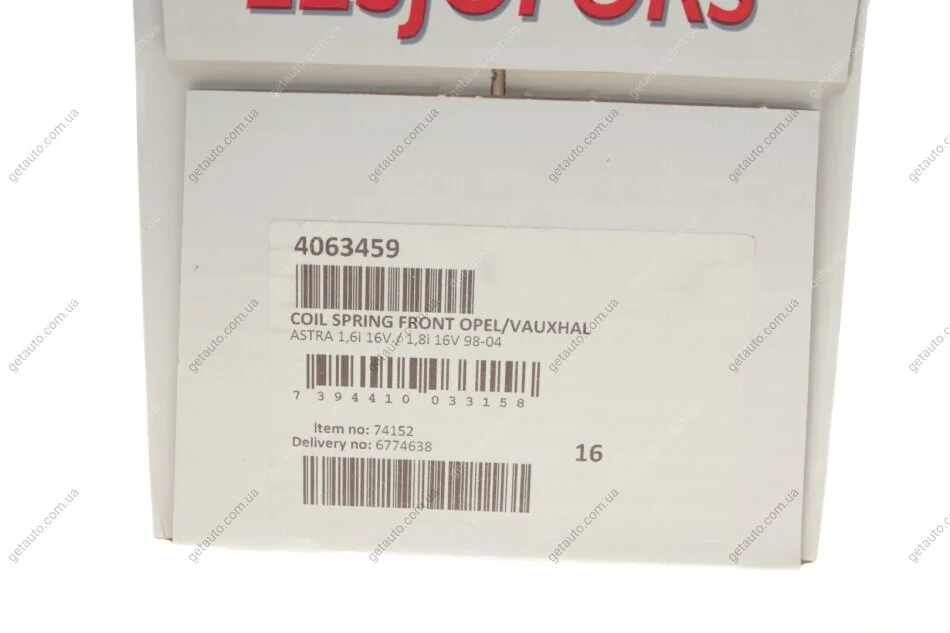 LESJÖFORS
4063459
COIL SPRING FRONT OPEL/VAUXHAL
ASTRA 1,6i 16V 1,8i 16V 98-04
7 394410 033158
Item no: 74152
Delivery no: 6774638
16
getauto.com.ua